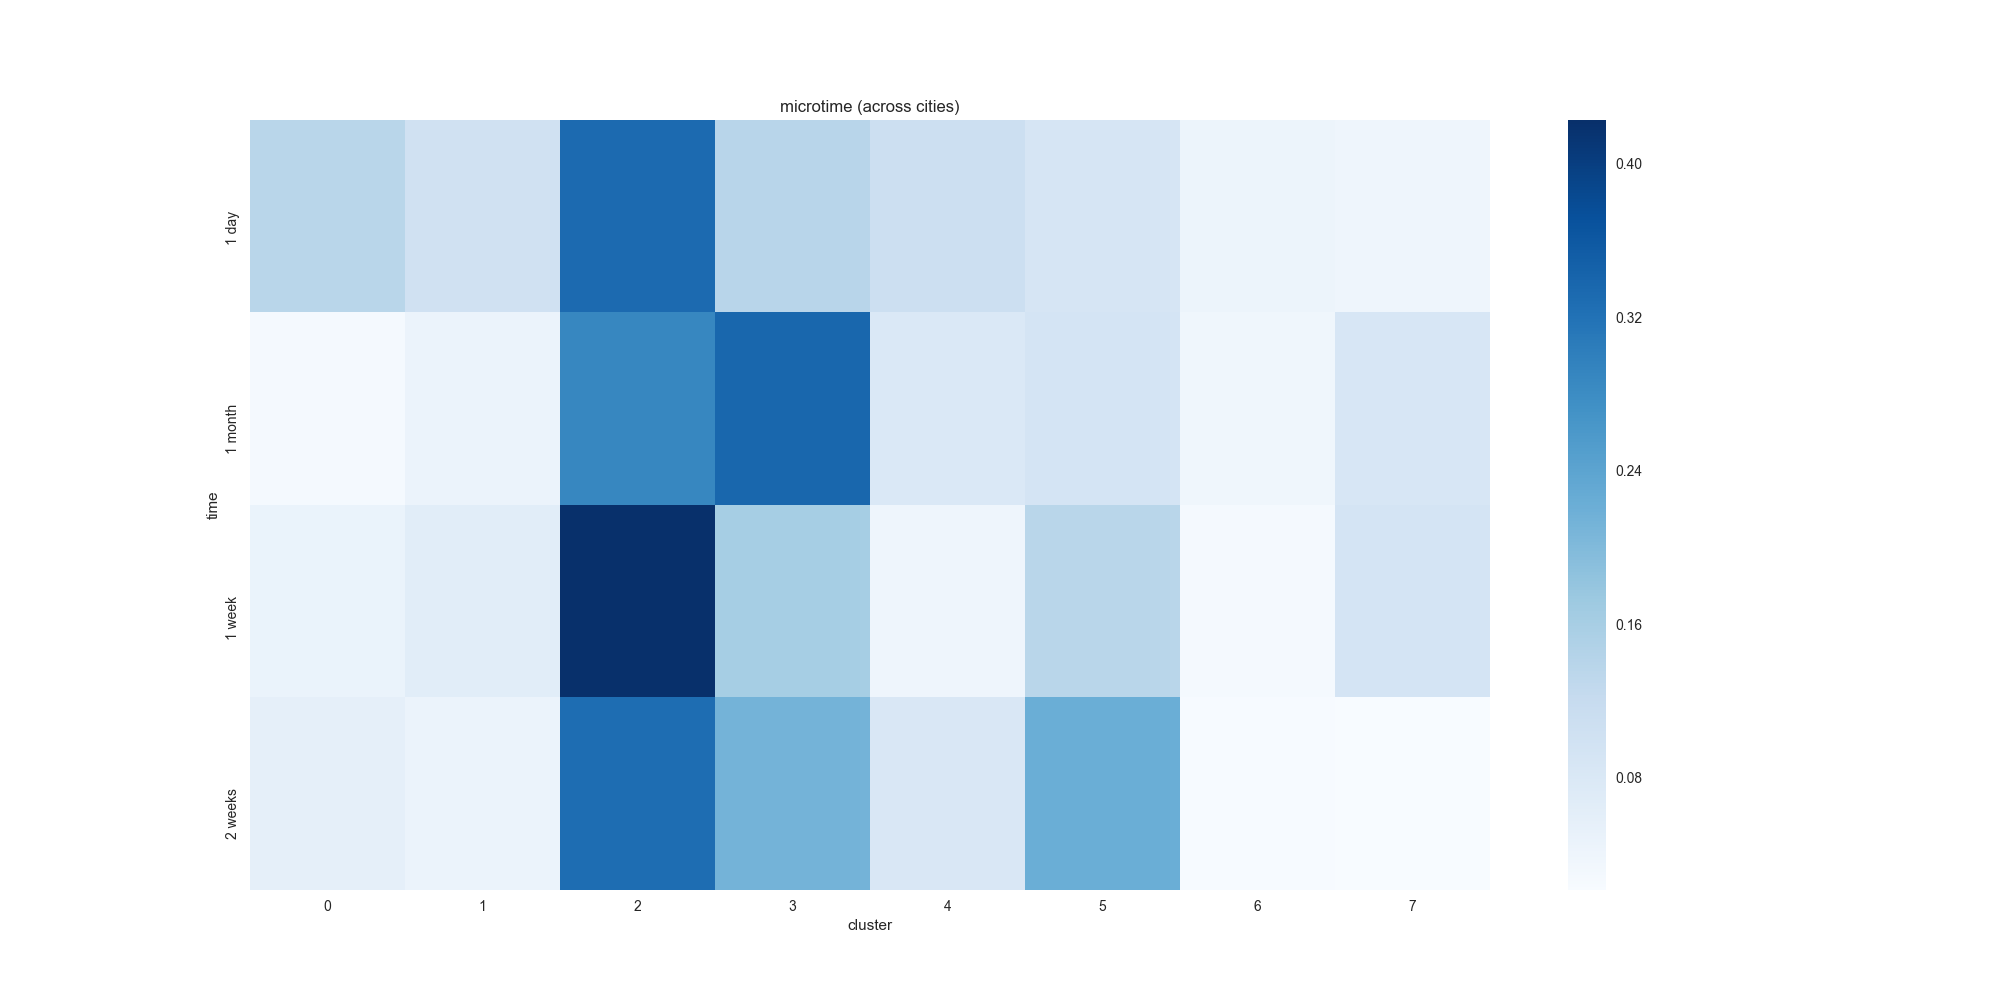 microtime (across cities)
time
1 day
1 month
1 week
2 weeks
0 1 2 3 4 5 6 7
cluster
0.40
0.32
0.24
0.16
0.08